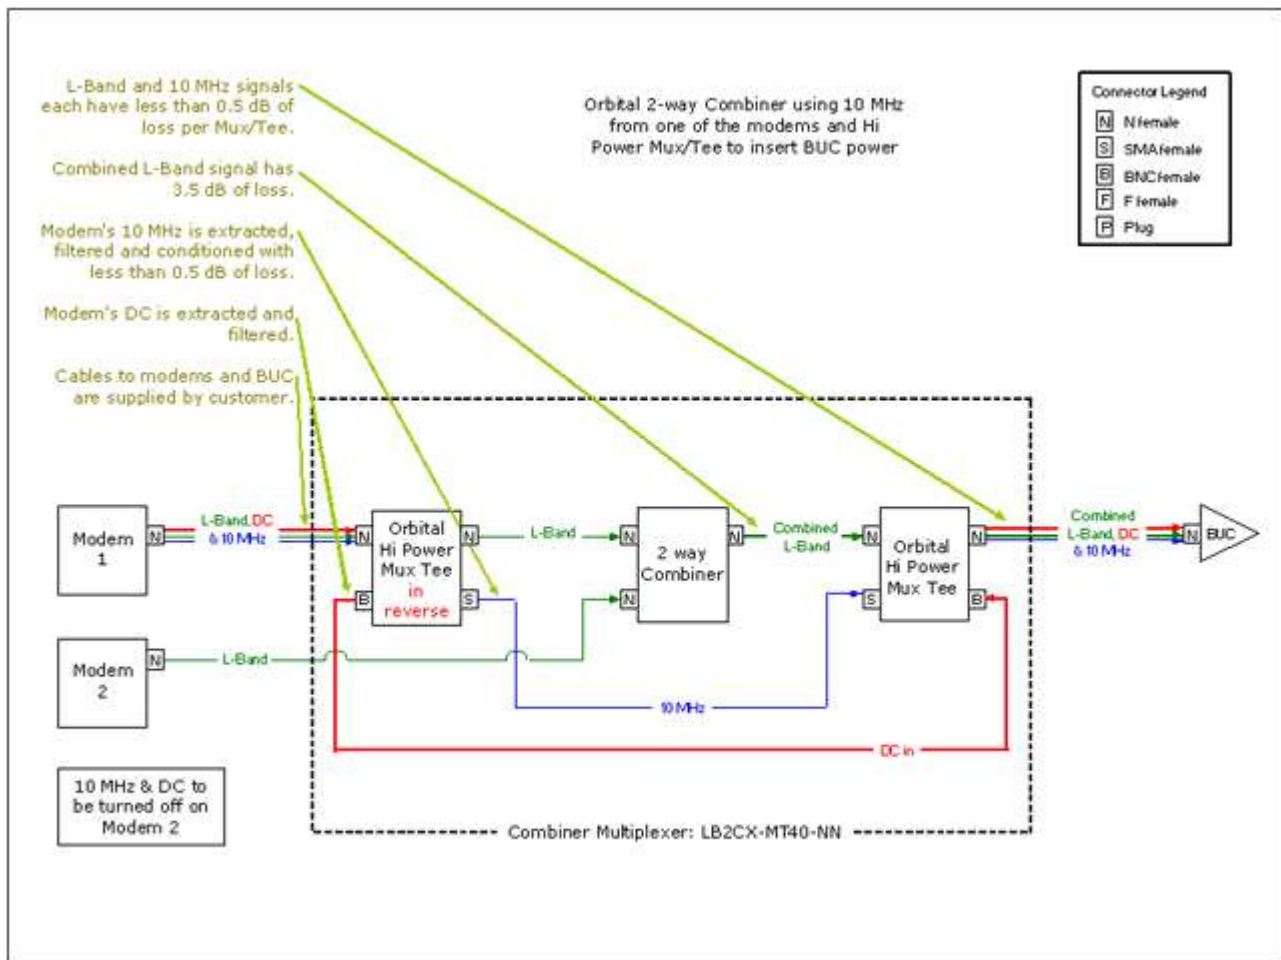 L-Band and 10 MHz signals
each have less than 0.5 dB of
loss per Mux/Tee.
Combined L-Band signal has
3.5 dB of loss.
Modem's 10 MHz is extracted,
filtered and conditioned with
less than 0.5 dB of loss.
Modem's DC is extracted and
filtered.
Cables to modems and BUC
are supplied by customer.
Orbital 2-way Combiner using 10 MHz
from one of the modems and Hi
Power Mux/Tee to insert BUC power
Connector Legend
N N female
S SMA female
B BNC female
F F female
P Plug
Modem
1
N
L-Band, DC
& 10 MHz
N
B
Orbital
Hi Power
Mux Tee
in
reverse
N
S
L-Band
N
N
2 way
Combiner
N
Combined
L-Band
N
S
Orbital
Hi Power
Mux Tee
N
B
Combined
L-Band, DC
& 10 MHz
N
BUC
Modem
2
N
L-Band
10 MHz
DC in
10 MHz & DC to
be turned off on
Modem 2
Combiner Multiplexer: LB2CX-MT40-NN